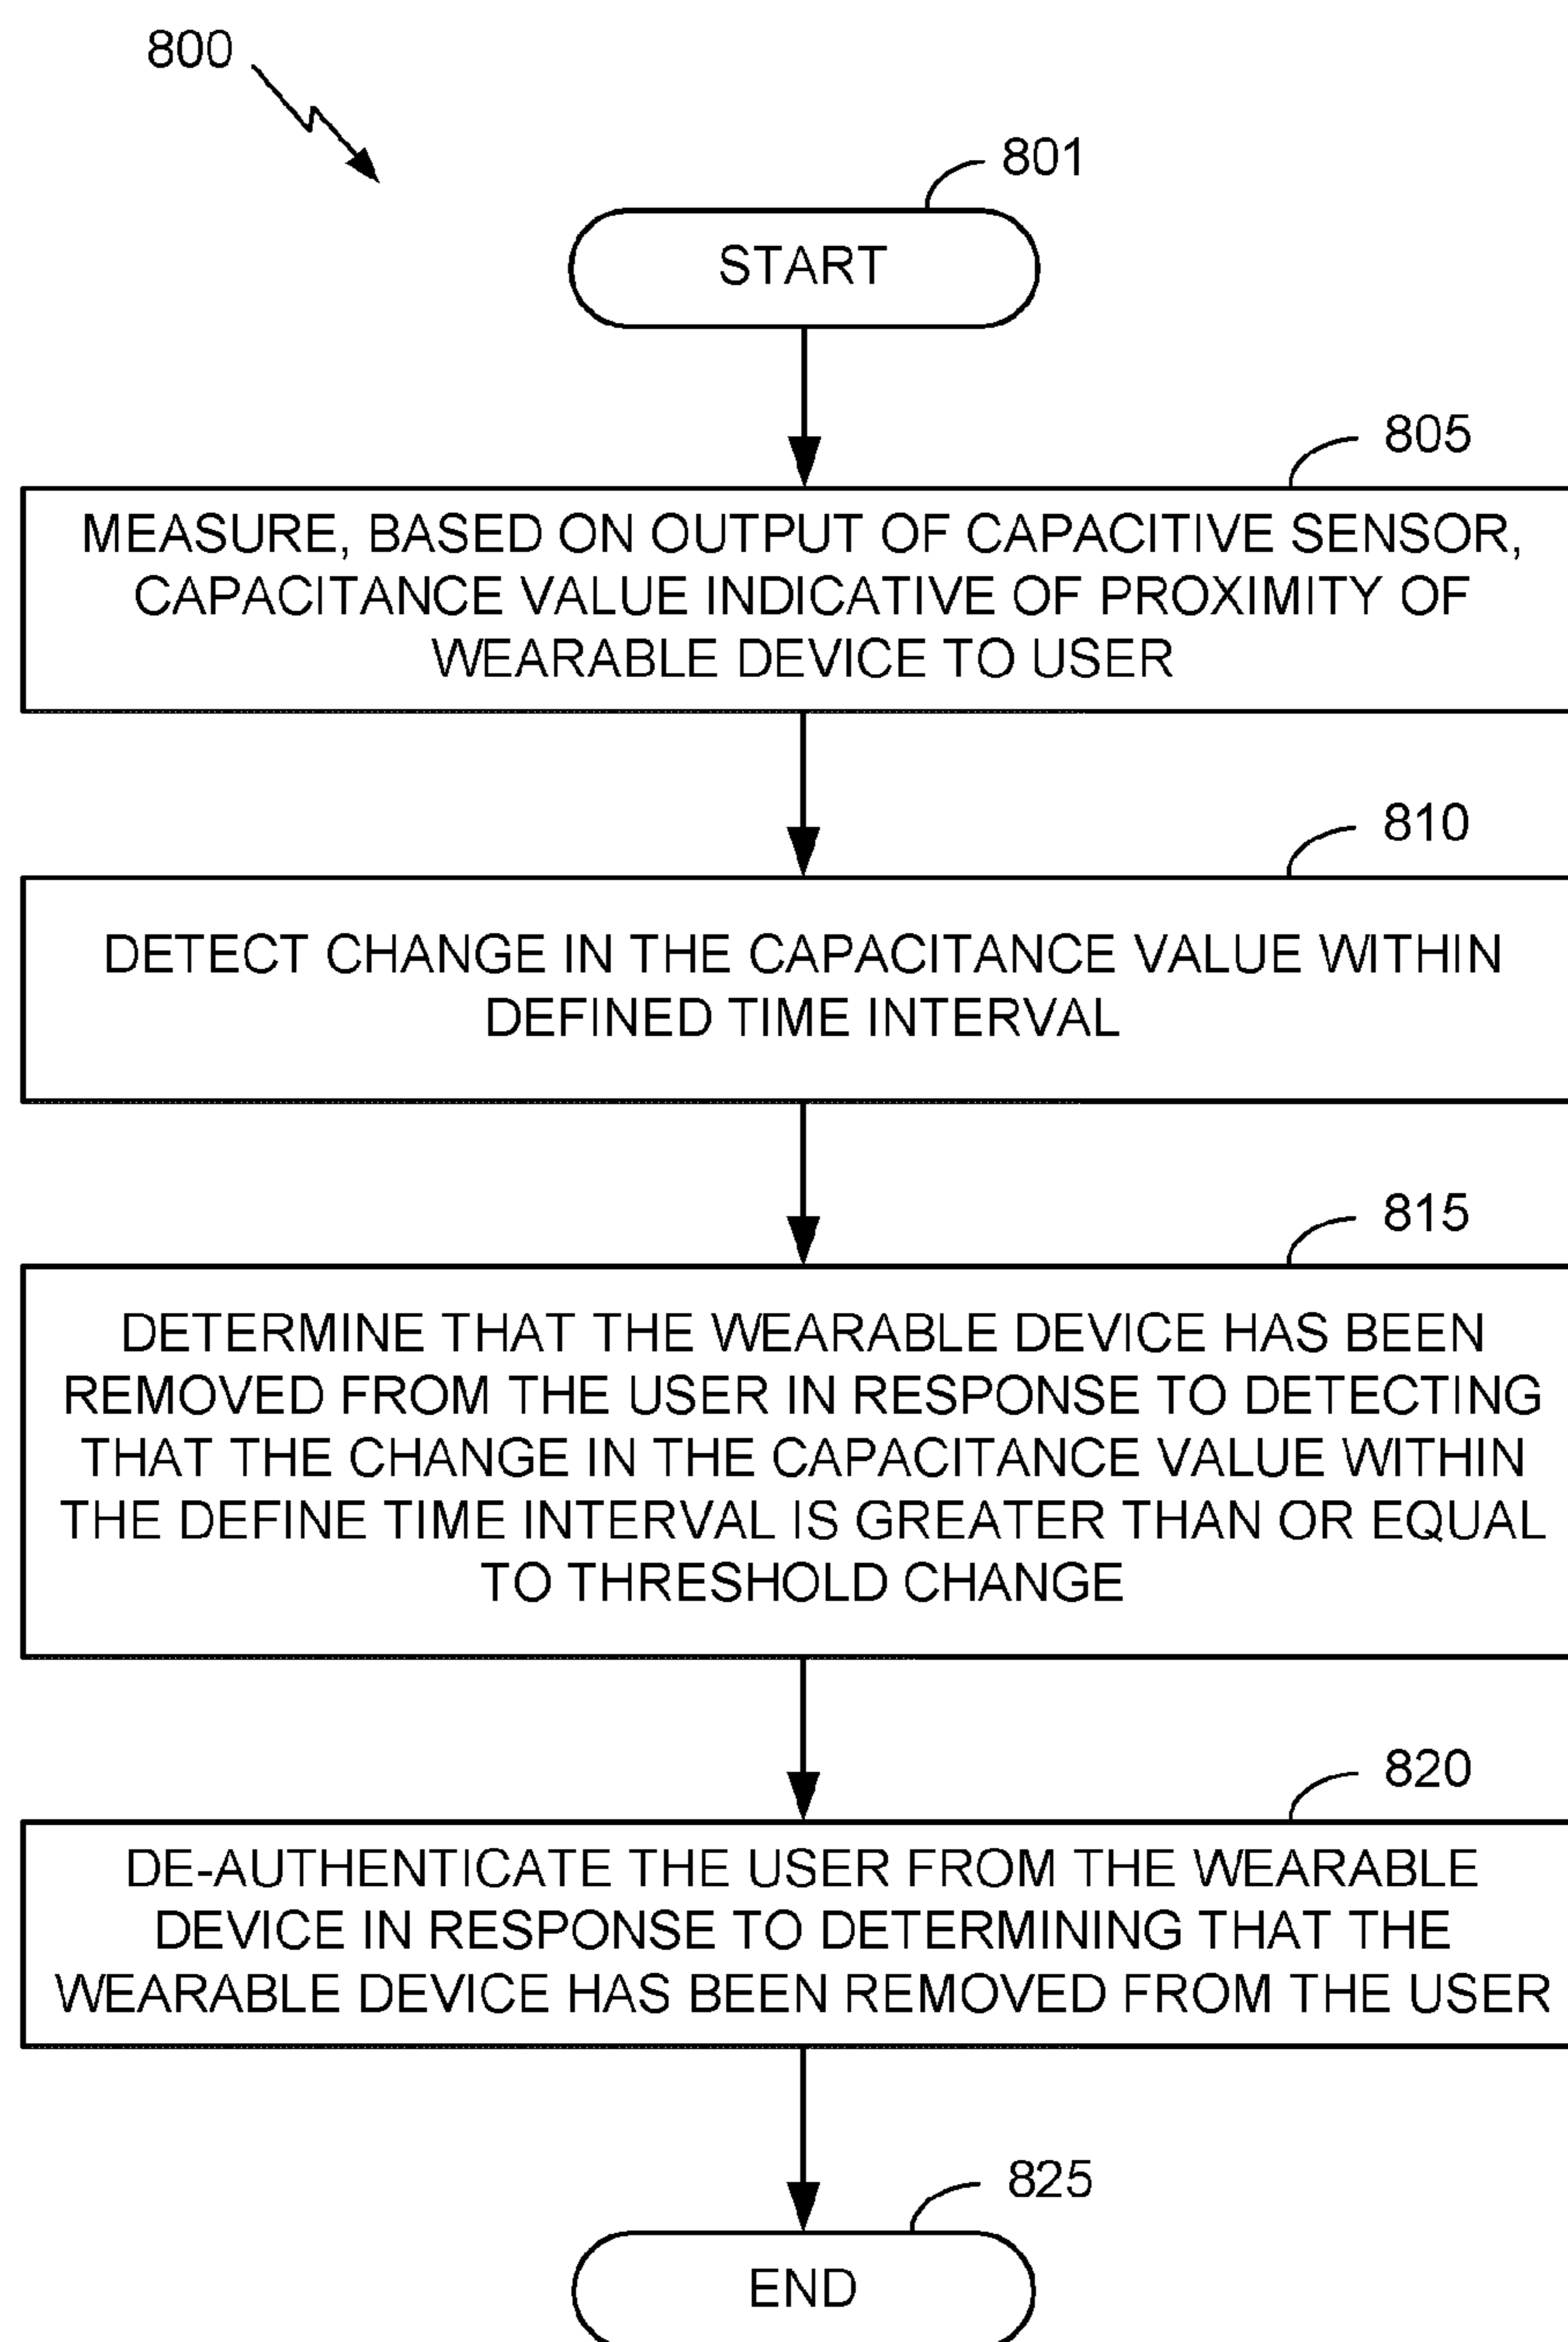 800
801
START
805
MEASURE, BASED ON OUTPUT OF CAPACITIVE SENSOR,
CAPACITANCE VALUE INDICATIVE OF PROXIMITY OF
WEARABLE DEVICE TO USER
810
DETECT CHANGE IN THE CAPACITANCE VALUE WITHIN
DEFINED TIME INTERVAL
815
DETERMINE THAT THE WEARABLE DEVICE HAS BEEN
REMOVED FROM THE USER IN RESPONSE TO DETECTING
THAT THE CHANGE IN THE CAPACITANCE VALUE WITHIN
THE DEFINE TIME INTERVAL IS GREATER THAN OR EQUAL
TO THRESHOLD CHANGE
820
DE-AUTHENTICATE THE USER FROM THE WEARABLE
DEVICE IN RESPONSE TO DETERMINING THAT THE
WEARABLE DEVICE HAS BEEN REMOVED FROM THE USER
825
END